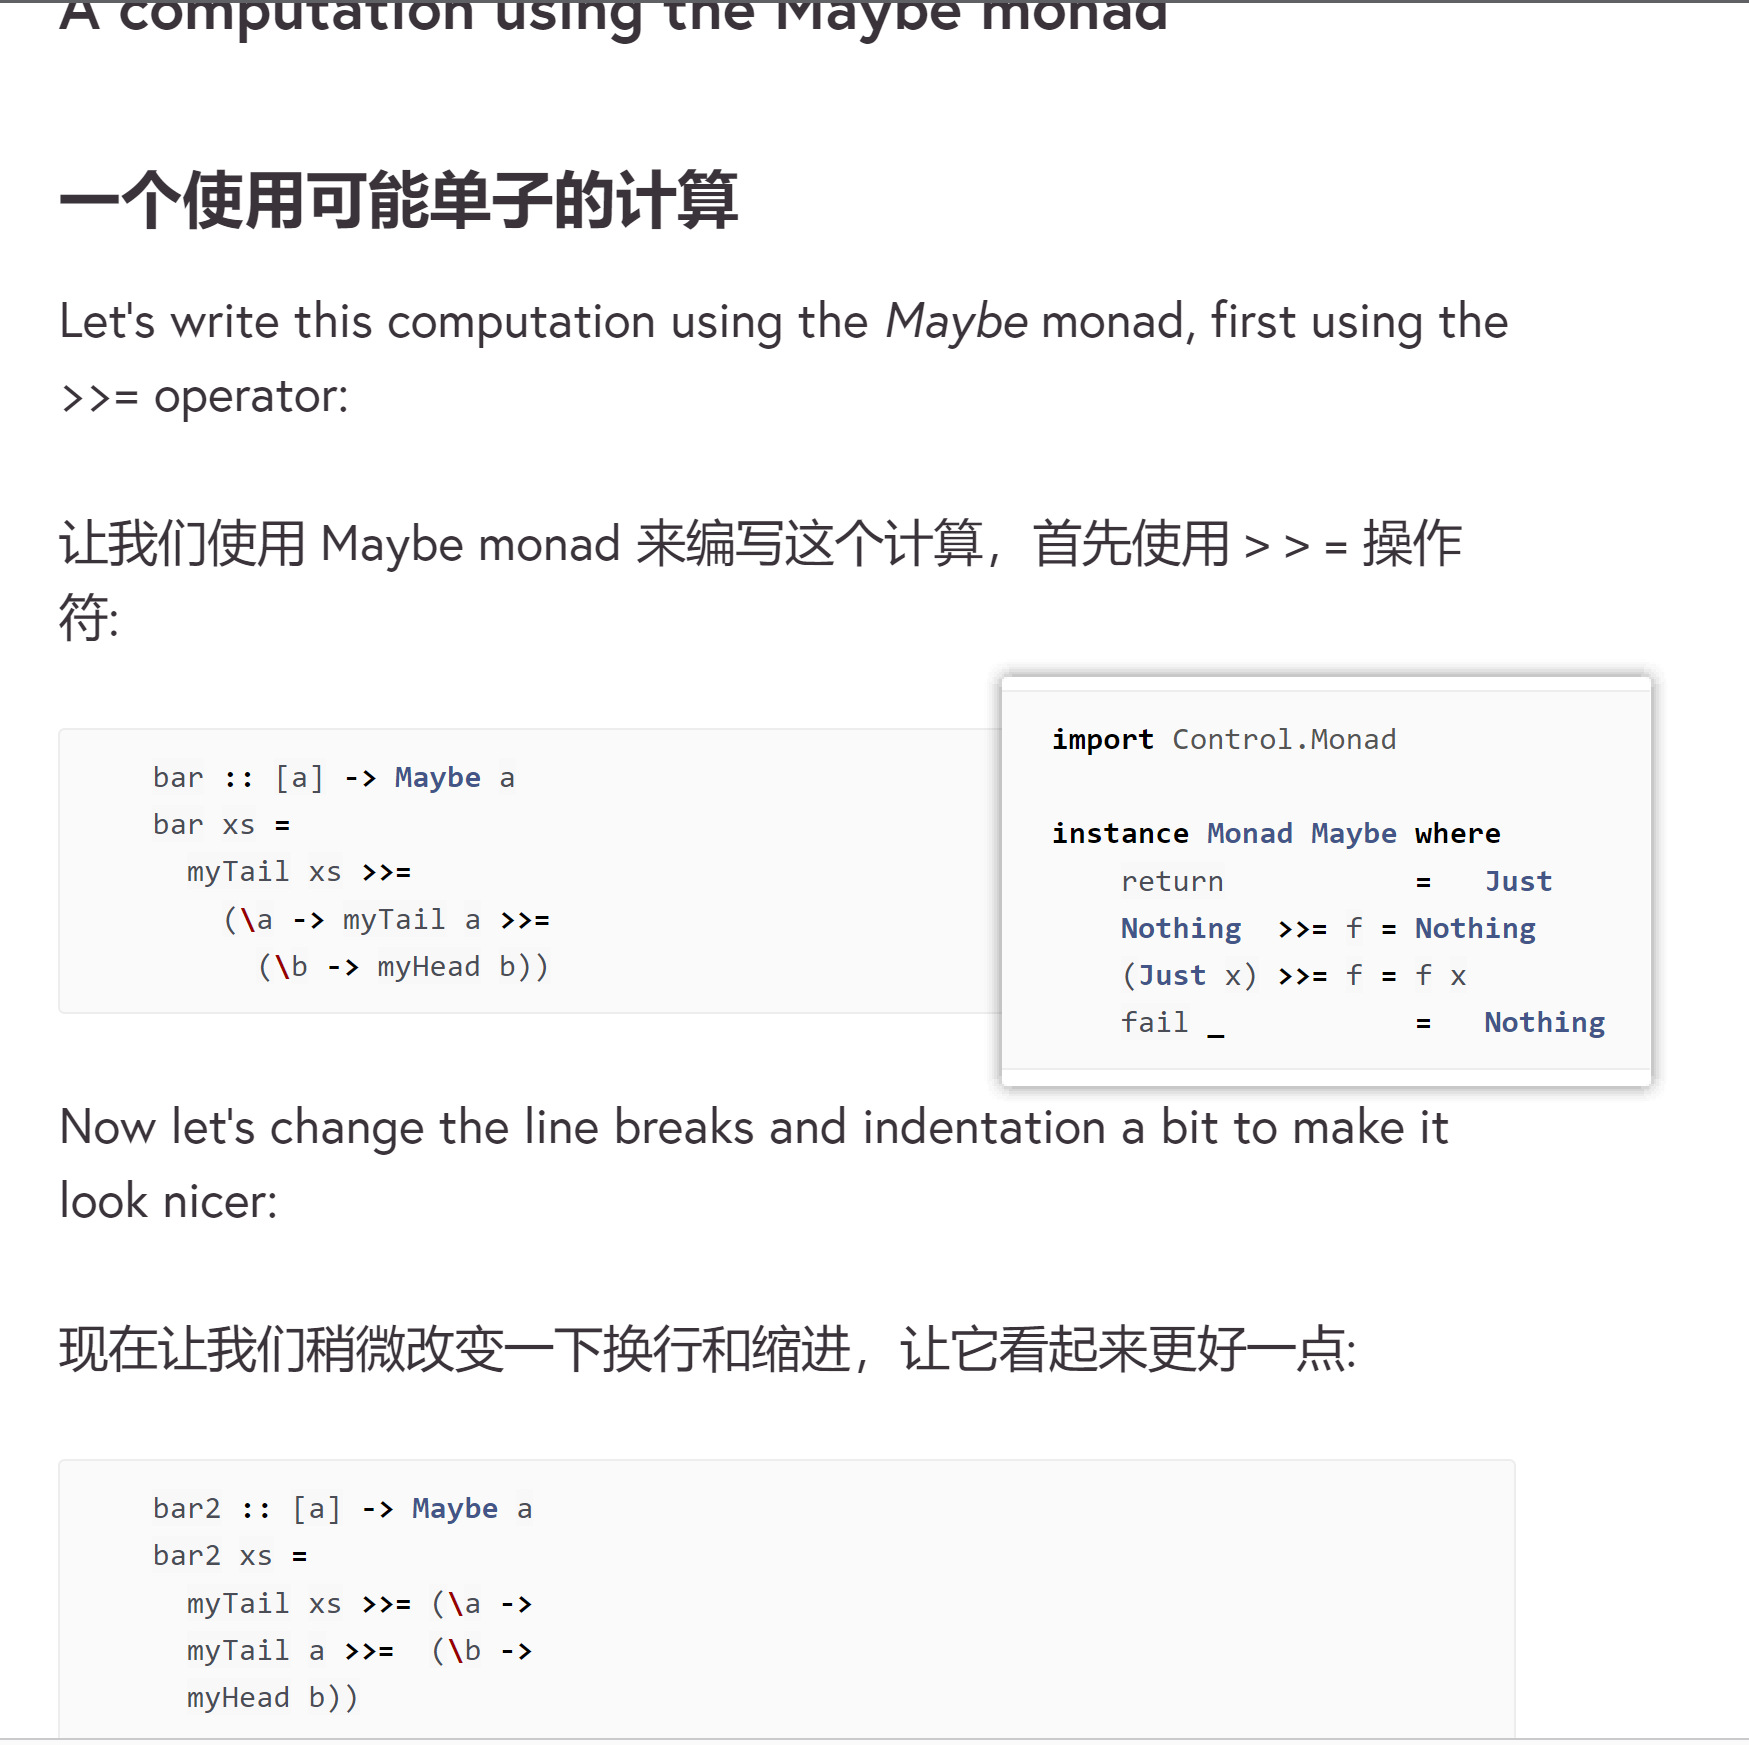 A computation using the Maybe monad
一个使用可能单子的计算
Let's write this computation using the Maybe monad, first using the
>>= operator:
让我们使用 Maybe monad 来编写这个计算，首先使用 > > = 操作
符:
bar :: [a] -> Maybe a
bar xs =
  myTail xs >>=
    (\a -> myTail a >>=
      (\b -> myHead b))
import Control.Monad
instance Monad Maybe where
    return           =   Just
    Nothing  >>= f = Nothing
    (Just x) >>= f = f x
    fail _           =   Nothing
Now let's change the line breaks and indentation a bit to make it
look nicer:
现在让我们稍微改变一下换行和缩进，让它看起来更好一点:
bar2 :: [a] -> Maybe a
bar2 xs =
  myTail xs >>= (\a ->
  myTail a >>=  (\b ->
  myHead b))